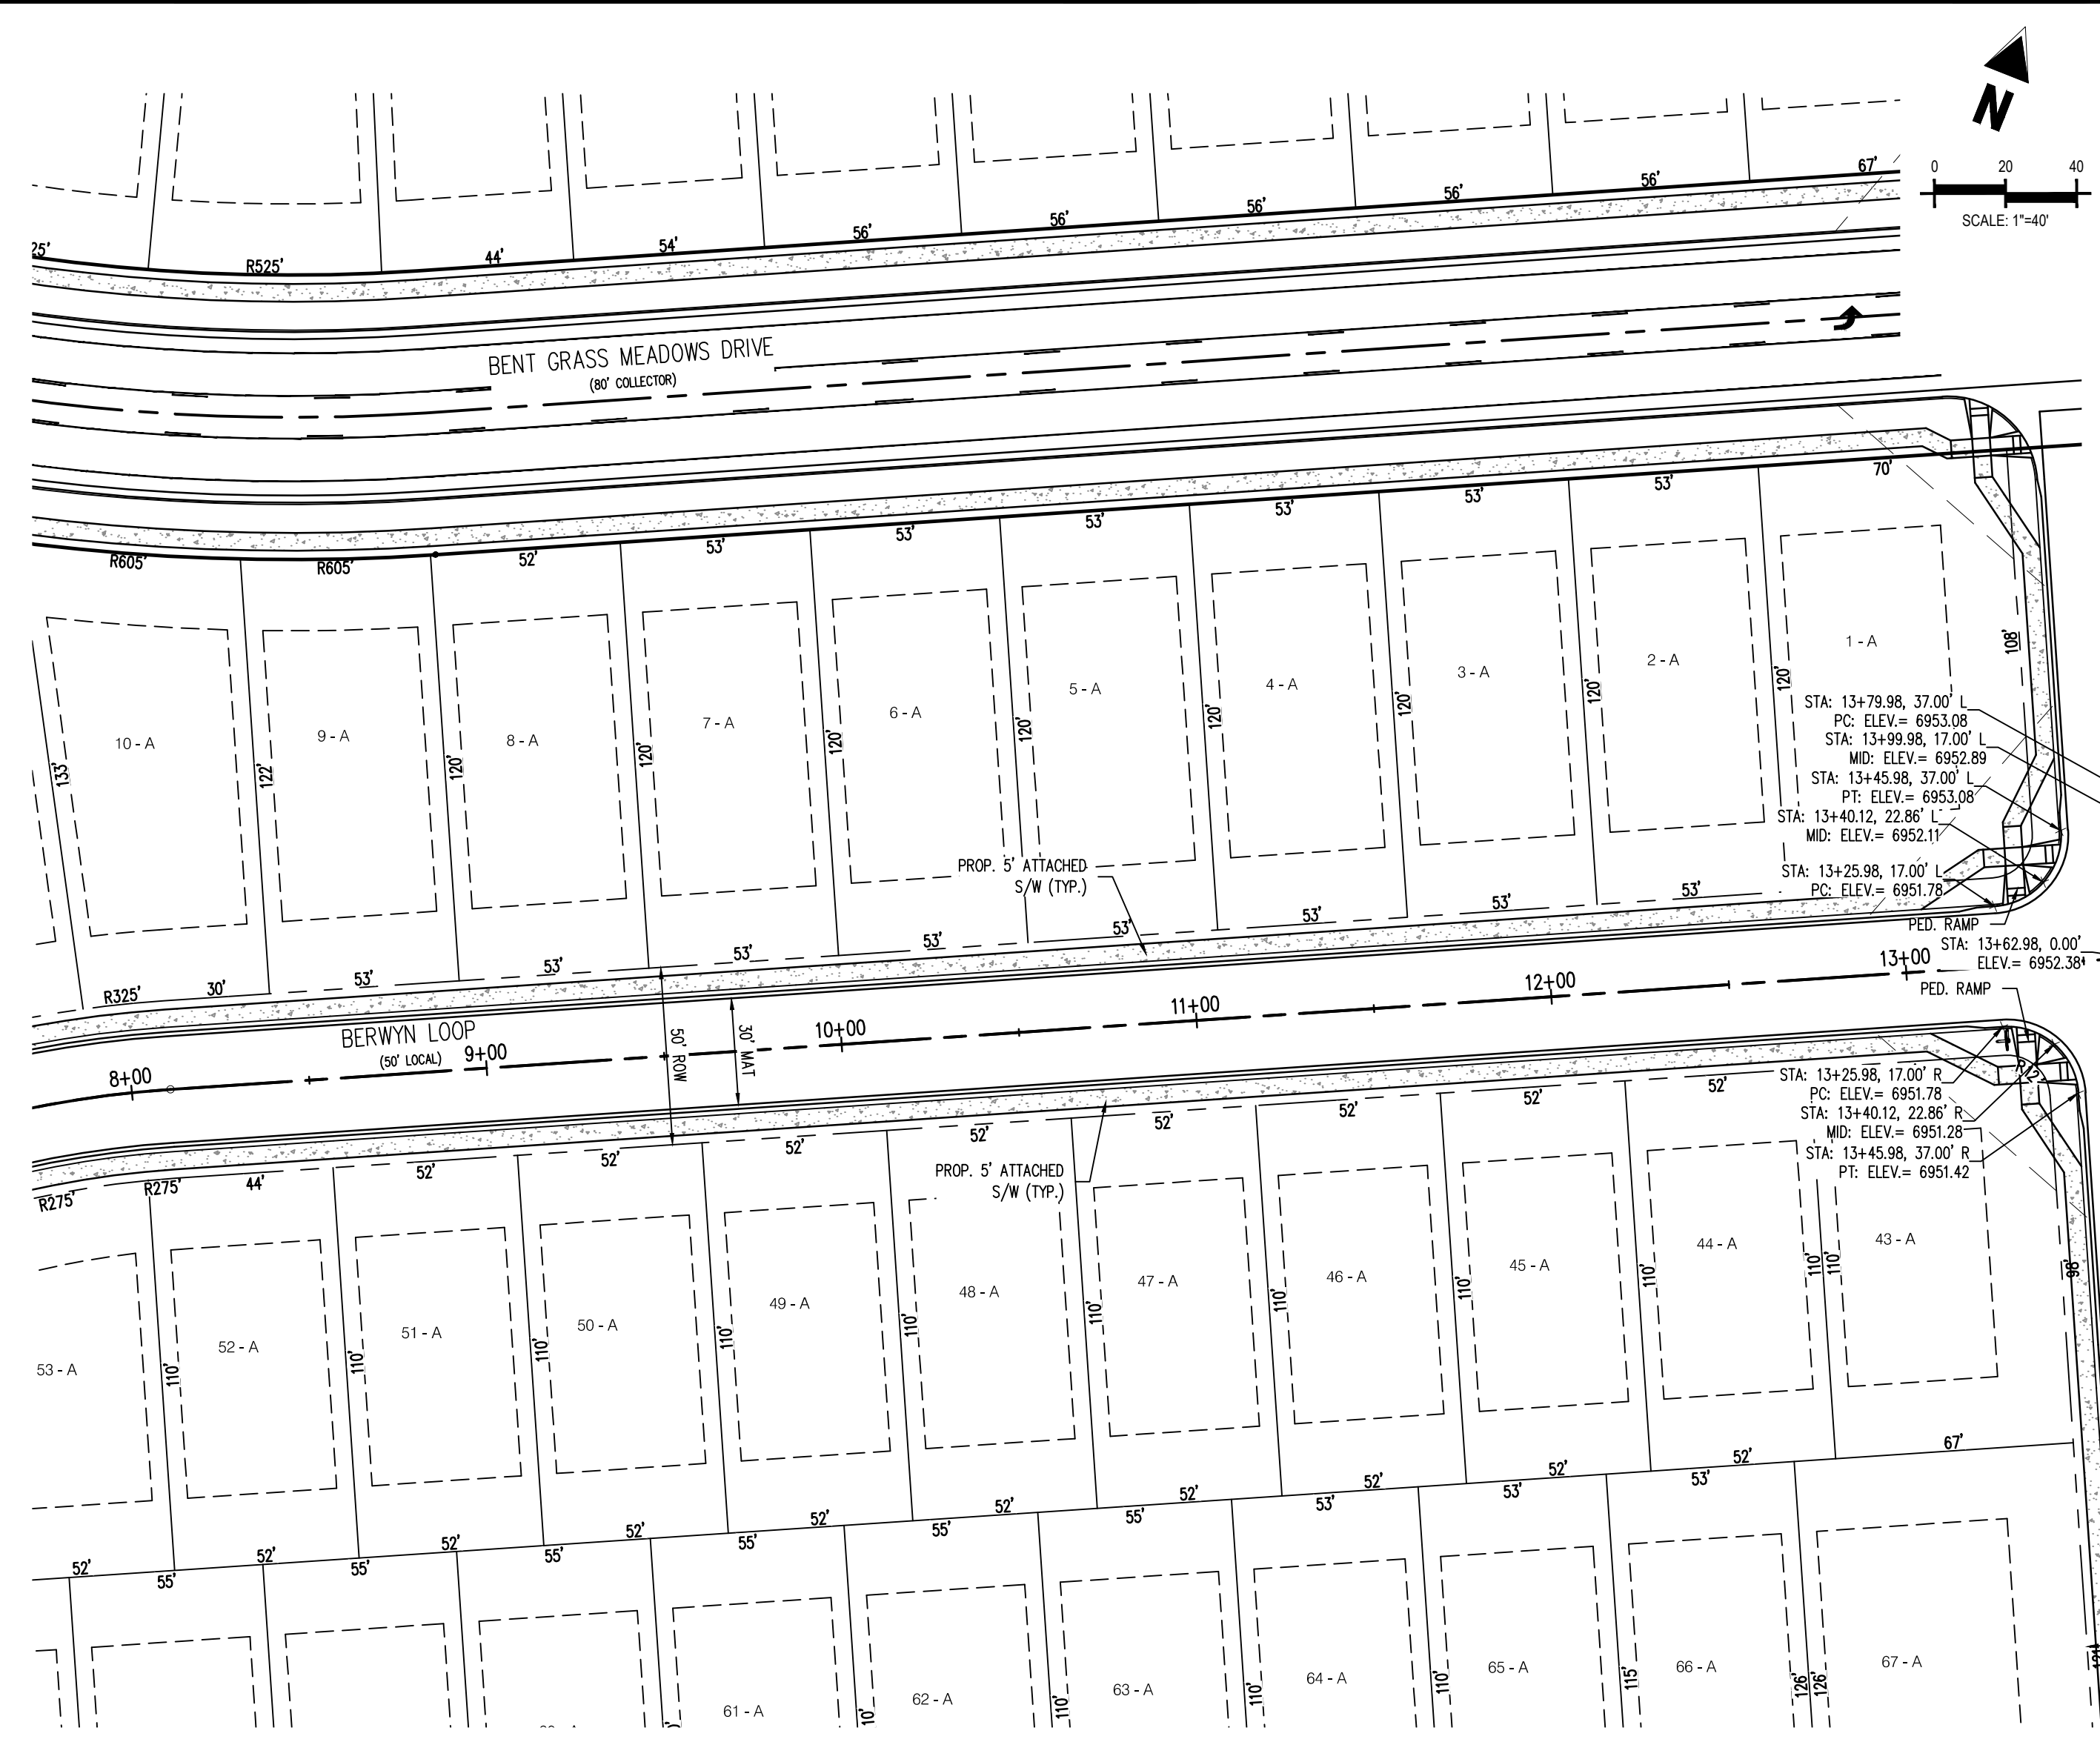 N
0 20 40
SCALE: 1"=40'
67'
56'
56'
56'
56'
56'
54'
44'
R525'
25'
BENT GRASS MEADOWS DRIVE
(80' COLLECTOR)
R605'
R605'
52'
53'
53'
53'
53'
53'
53'
70'
10 - A
9 - A
8 - A
7 - A
6 - A
5 - A
4 - A
3 - A
2 - A
1 - A
133'
122'
120'
120'
120'
120'
120'
120'
120'
120'
108'
STA: 13+79.98, 37.00' L
PC: ELEV.= 6953.08
STA: 13+99.98, 17.00' L
MID: ELEV.= 6952.89
STA: 13+45.98, 37.00' L
PT: ELEV.= 6953.08
STA: 13+40.12, 22.86' L
MID: ELEV.= 6952.11
STA: 13+25.98, 17.00' L
PC: ELEV.= 6951.78
PED. RAMP
STA: 13+62.98, 0.00'
ELEV.= 6952.38
PED. RAMP
PROP. 5' ATTACHED
S/W (TYP.)
R325'
30'
53'
53'
53'
53'
53'
53'
53'
53'
53'
BERWYN LOOP
(50' LOCAL)
8+00
9+00
10+00
11+00
12+00
13+00
50' ROW
30' MAT
R12'
STA: 13+25.98, 17.00' R
PC: ELEV.= 6951.78
STA: 13+40.12, 22.86' R
MID: ELEV.= 6951.28
STA: 13+45.98, 37.00' R
PT: ELEV.= 6951.42
PROP. 5' ATTACHED
S/W (TYP.)
R275'
R275'
44'
52'
52'
52'
52'
52'
52'
52'
52'
53 - A
52 - A
51 - A
50 - A
49 - A
48 - A
47 - A
46 - A
45 - A
44 - A
43 - A
110'
110'
110'
110'
110'
110'
110'
110'
110'
110'
110'
98'
52'
52'
52'
52'
52'
52'
52'
52'
52'
52'
67'
55'
55'
55'
55'
55'
55'
53'
53'
53'
61 - A
62 - A
63 - A
64 - A
65 - A
66 - A
67 - A
10'
110'
110'
110'
115'
126'
126'